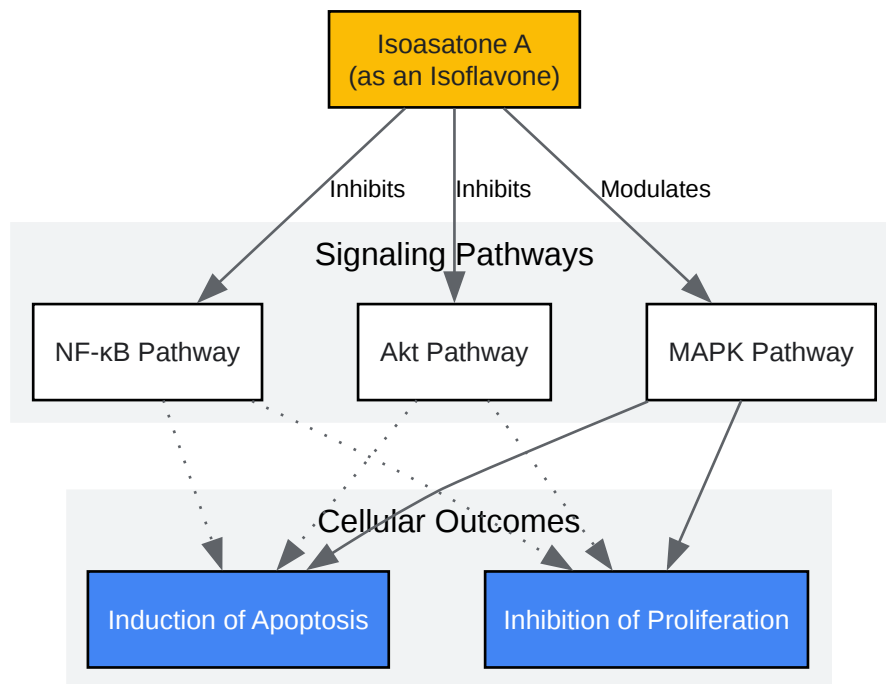 Isoasatone A
(as an Isoflavone)
Inhibits
Inhibits
Modulates
Signaling Pathways
NF-κB Pathway
Akt Pathway
MAPK Pathway
Cellular Outcomes
Induction of Apoptosis
Inhibition of Proliferation